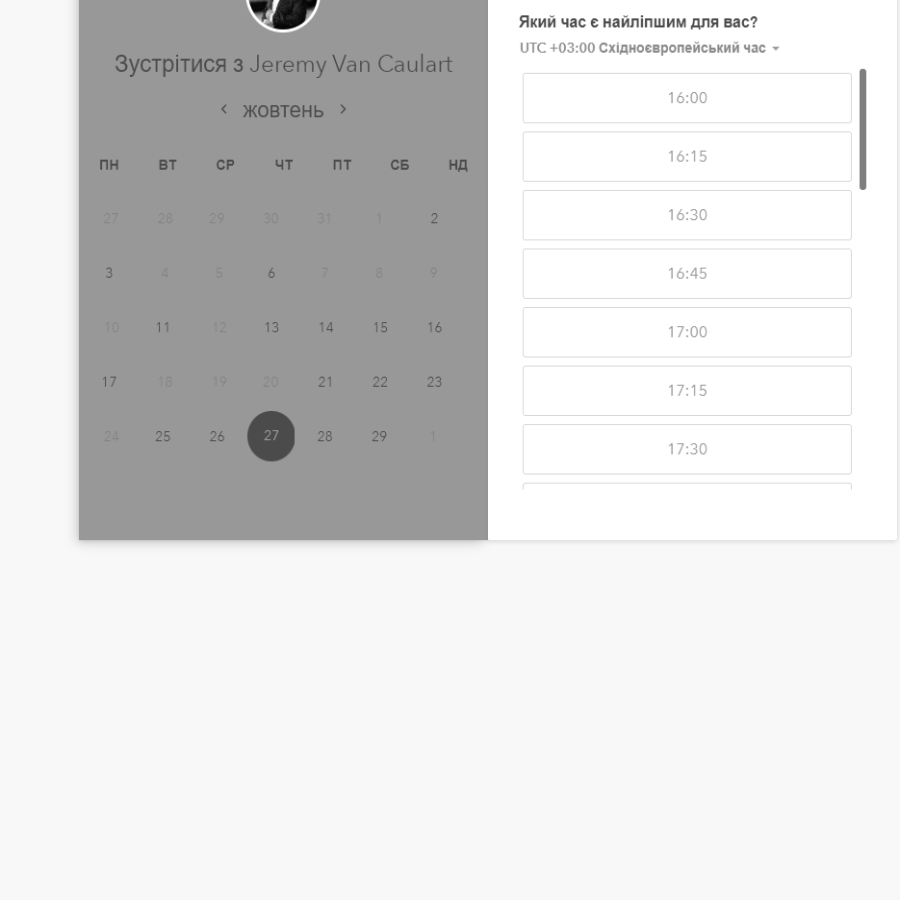 Зустрітися з Jeremy Van Caulart
жовтень
ПН ВТ СР ЧТ ПТ СБ НД
27 28 29 30 31 1 2
3 4 5 6 7 8 9
10 11 12 13 14 15 16
17 18 19 20 21 22 23
24 25 26 27 28 29 1
Який час є найліпшим для вас?
UTC +03:00 Східноєвропейський час
16:00
16:15
16:30
16:45
17:00
17:15
17:30